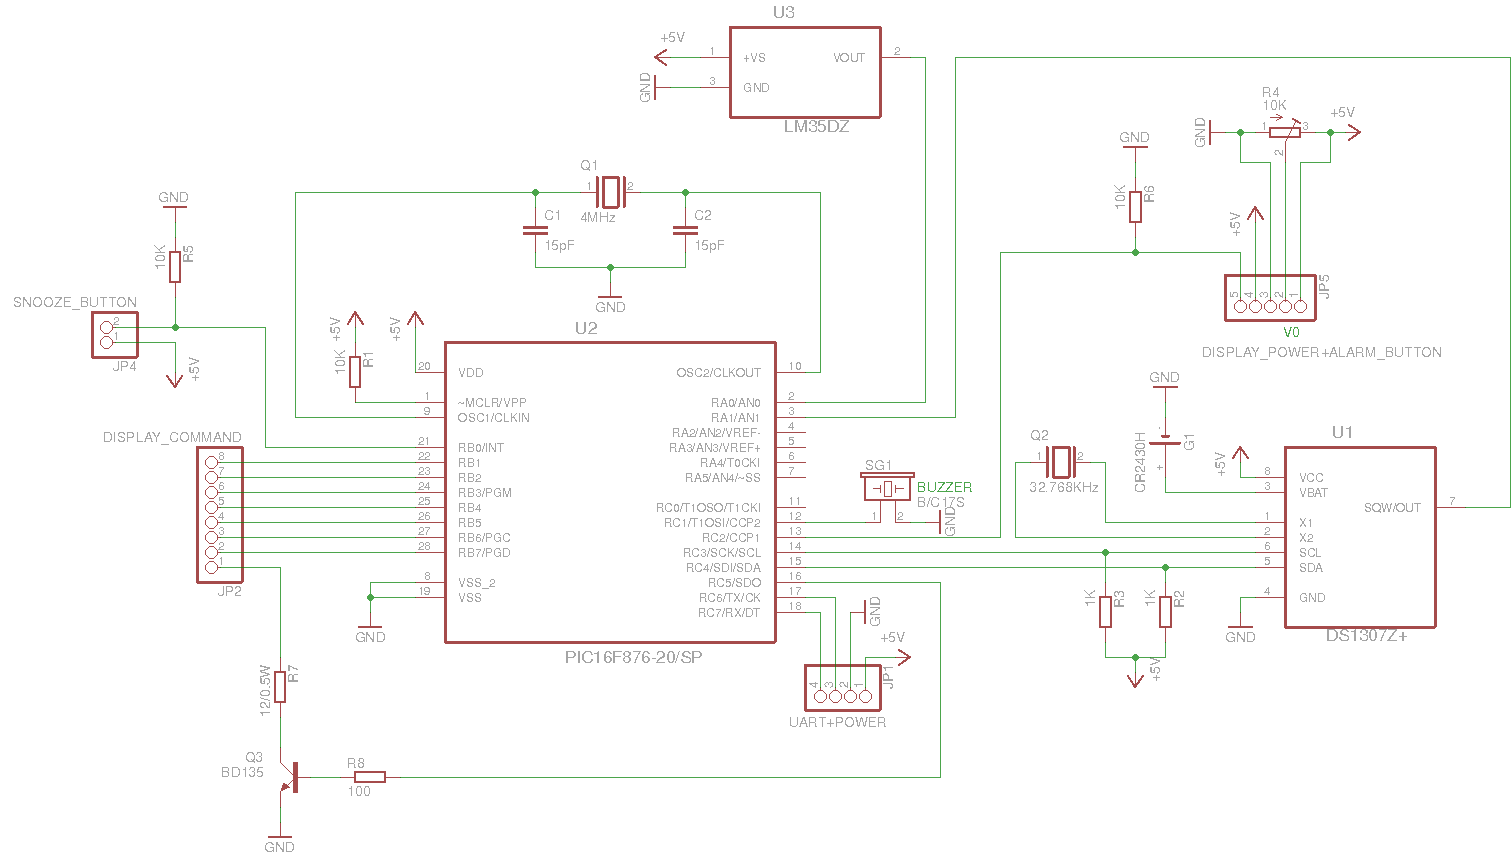 U3
+5V
1
+VS
VOUT
2
GND
3
GND
LM35DZ
R4
10K
1
3
2
+5V
GND
GND
10K
R6
+5V
5
4
3
2
1
JP5
V0
DISPLAY_POWER+ALARM_BUTTON
Q1
1
2
4MHz
C1
15pF
C2
15pF
GND
GND
10K
R5
SNOOZE_BUTTON
2
1
JP4
+5V
+5V
10K
R1
+5V
U2
20
VDD
1
~MCLR/VPP
9
OSC1/CLKIN
21
RB0/INT
22
RB1
23
RB2
24
RB3/PGM
25
RB4
26
RB5
27
RB6/PGC
28
RB7/PGD
8
VSS_2
19
VSS
OSC2/CLKOUT
10
RA0/AN0
2
RA1/AN1
3
RA2/AN2/VREF-
4
RA3/AN3/VREF+
5
RA4/T0CKI
6
RA5/AN4/~SS
7
RC0/T1OSO/T1CKI
11
RC1/T1OSI/CCP2
12
RC2/CCP1
13
RC3/SCK/SCL
14
RC4/SDI/SDA
15
RC5/SDO
16
RC6/TX/CK
17
RC7/RX/DT
18
PIC16F876-20/SP
GND
DISPLAY_COMMAND
8
7
6
5
4
3
2
1
JP2
SG1
BUZZER
B/C17S
1
2
GND
GND
+5V
4
3
2
1
JP1
UART+POWER
12/0.5W
R7
Q3
BD135
R8
100
GND
GND
CR2430H
-
+
G1
Q2
1
2
32.768KHz
+5V
U1
8
VCC
3
VBAT
1
X1
2
X2
6
SCL
5
SDA
4
GND
SQW/OUT
7
DS1307Z+
GND
1K
R3
1K
R2
+5V